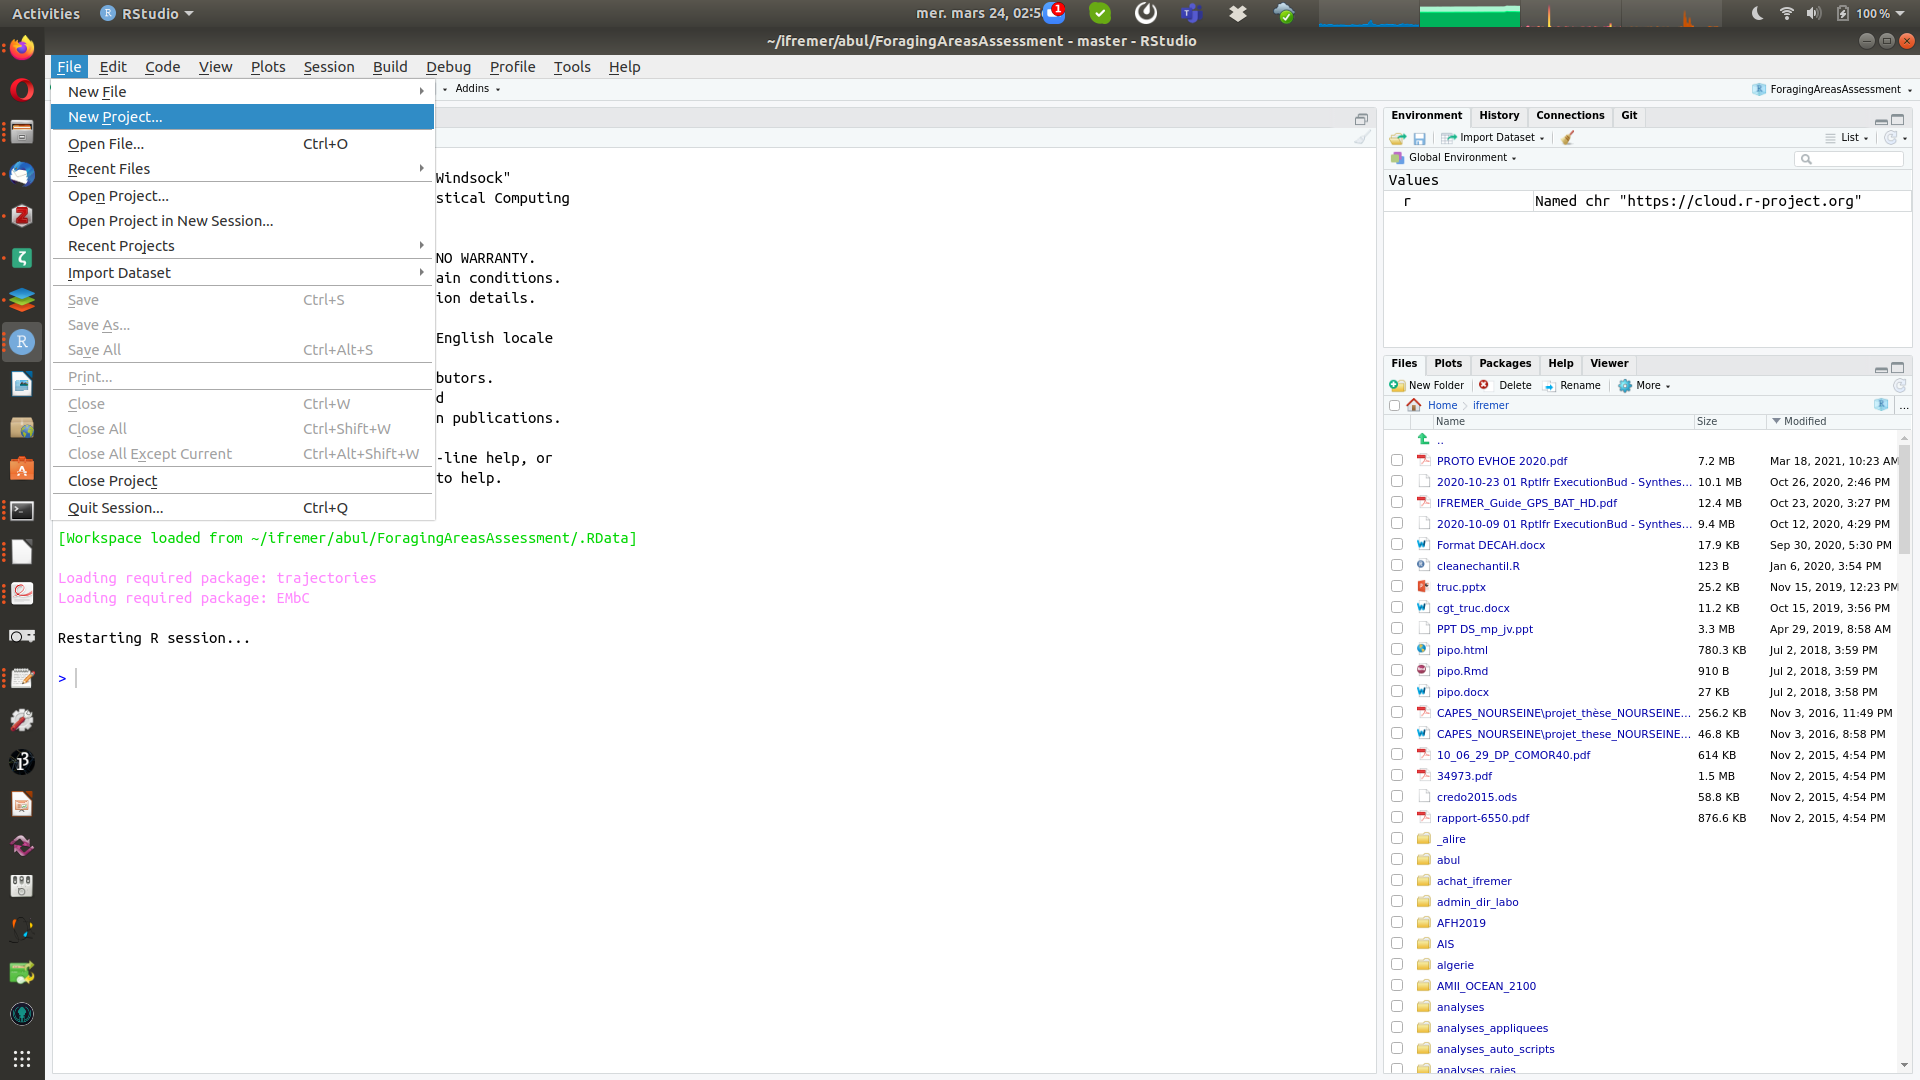 Activities
RStudio
mer. mars 24, 02:5
1
100 %
~/ifremer/abul/ForagingAreasAssessment - master - RStudio
File Edit Code View Plots Session Build Debug Profile Tools Help
Addins
ForagingAreasAssessment
New File
New Project...
Open File... Ctrl+O
Recent Files
Open Project...
Open Project in New Session...
Recent Projects
Import Dataset
Save Ctrl+S
Save As...
Save All Ctrl+Alt+S
Print...
Close Ctrl+W
Close All Ctrl+Shift+W
Close All Except Current Ctrl+Alt+Shift+W
Close Project
Quit Session... Ctrl+Q
Windsock"
stical Computing
NO WARRANTY.
ain conditions.
ion details.
English locale
butors.
d
n publications.
-line help, or
to help.
[Workspace loaded from ~/ifremer/abul/ForagingAreasAssessment/.RData]
Loading required package: trajectories
Loading required package: EMbC
Restarting R session...
>
Environment History Connections Git
Import Dataset
List
Global Environment
Values
r Named chr "https://cloud.r-project.org"
Files Plots Packages Help Viewer
New Folder Delete Rename More
Home ifremer ...
Name Size Modified
..
PROTO EVHOE 2020.pdf 7.2 MB Mar 18, 2021, 10:23 AM
2020-10-23 01 RptIfr ExecutionBud - Synthes... 10.1 MB Oct 26, 2020, 2:46 PM
IFREMER_Guide_GPS_BAT_HD.pdf 12.4 MB Oct 23, 2020, 3:27 PM
2020-10-09 01 RptIfr ExecutionBud - Synthes... 9.4 MB Oct 12, 2020, 4:29 PM
Format DECAH.docx 17.9 KB Sep 30, 2020, 5:30 PM
cleanechantil.R 123 B Jan 6, 2020, 3:54 PM
truc.pptx 25.2 KB Nov 15, 2019, 12:23 PM
cgt_truc.docx 11.2 KB Oct 15, 2019, 3:56 PM
PPT DS_mp_jv.ppt 3.3 MB Apr 29, 2019, 8:58 AM
pipo.html 780.3 KB Jul 2, 2018, 3:59 PM
pipo.Rmd 910 B Jul 2, 2018, 3:59 PM
pipo.docx 27 KB Jul 2, 2018, 3:58 PM
CAPES_NOURSEINE\projet_thèse_NOURSEINE... 256.2 KB Nov 3, 2016, 11:49 PM
CAPES_NOURSEINE\projet_these_NOURSEINE... 46.8 KB Nov 3, 2016, 8:58 PM
10_06_29_DP_COMOR40.pdf 614 KB Nov 2, 2015, 4:54 PM
34973.pdf 1.5 MB Nov 2, 2015, 4:54 PM
credo2015.ods 58.8 KB Nov 2, 2015, 4:54 PM
rapport-6550.pdf 876.6 KB Nov 2, 2015, 4:54 PM
_alire
abul
achat_ifremer
admin_dir_labo
AFH2019
AIS
algerie
AMII_OCEAN_2100
analyses
analyses_appliquees
analyses_auto_scripts
analyses_raies